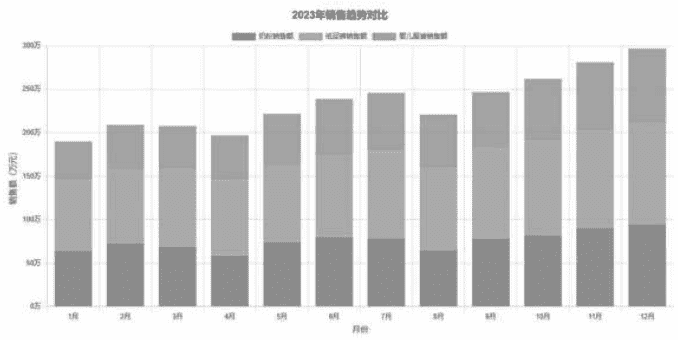 2023年销售趋势对比
奶粉销售额 纸尿裤销售额 婴儿服装销售额
300万
250万
200万
150万
100万
50万
0万
销售额（万元）
1月 2月 3月 4月 5月 6月 7月 8月 9月 10月 11月 12月
月份